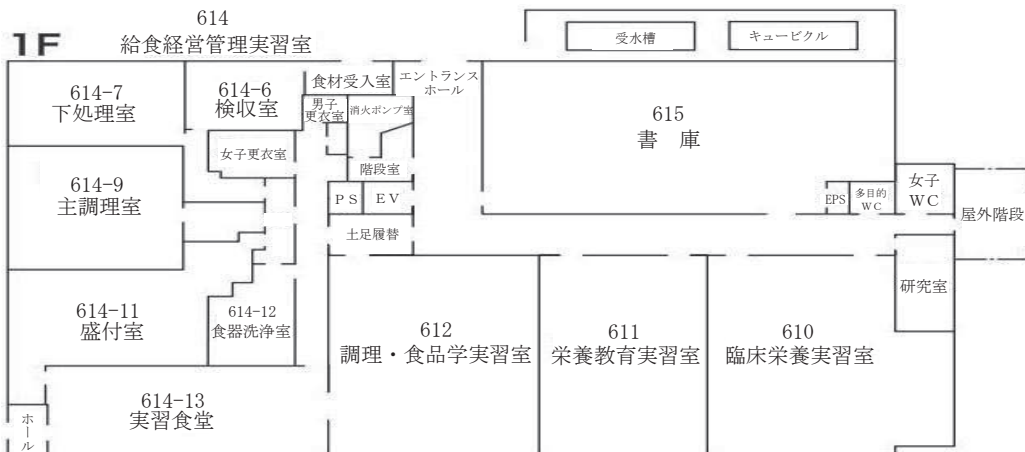 1F
614
給食経営管理実習室
受水槽
キュービクル
614-7
下処理室
614-6
検収室
食材受入室
エントランス
ホール
男子
更衣室
消火ポンプ室
615
書　庫
女子更衣室
階段室
614-9
主調理室
ＰＳ
ＥＶ
EPS
多目的
WC
女子
WC
屋外階段
土足履替
614-11
盛付室
614-12
食器洗浄室
612
調理・食品学実習室
611
栄養教育実習室
610
臨床栄養実習室
研究室
614-13
実習食堂
ホール